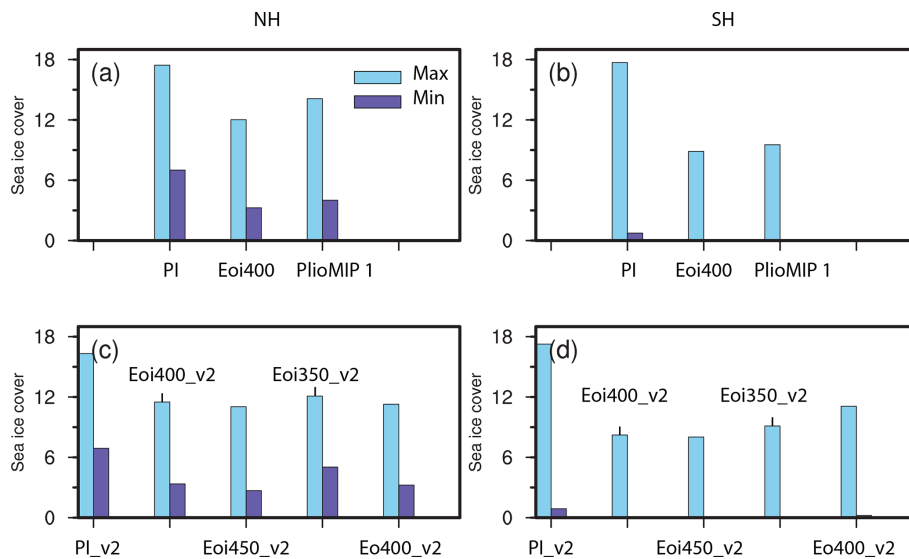 NH SH
18 (a) Max 18 (b)
Min
12 12
Sea ice cover Sea ice cover
6 6
0 0
PI Eoi400 PlioMIP 1 PI Eoi400 PlioMIP 1
18 (c) 18 (d)
Eoi400_v2 Eoi350_v2 Eoi400_v2 Eoi350_v2
12 12
Sea ice cover Sea ice cover
6 6
0 0
PI_v2 Eoi450_v2 Eo400_v2 PI_v2 Eoi450_v2 Eo400_v2